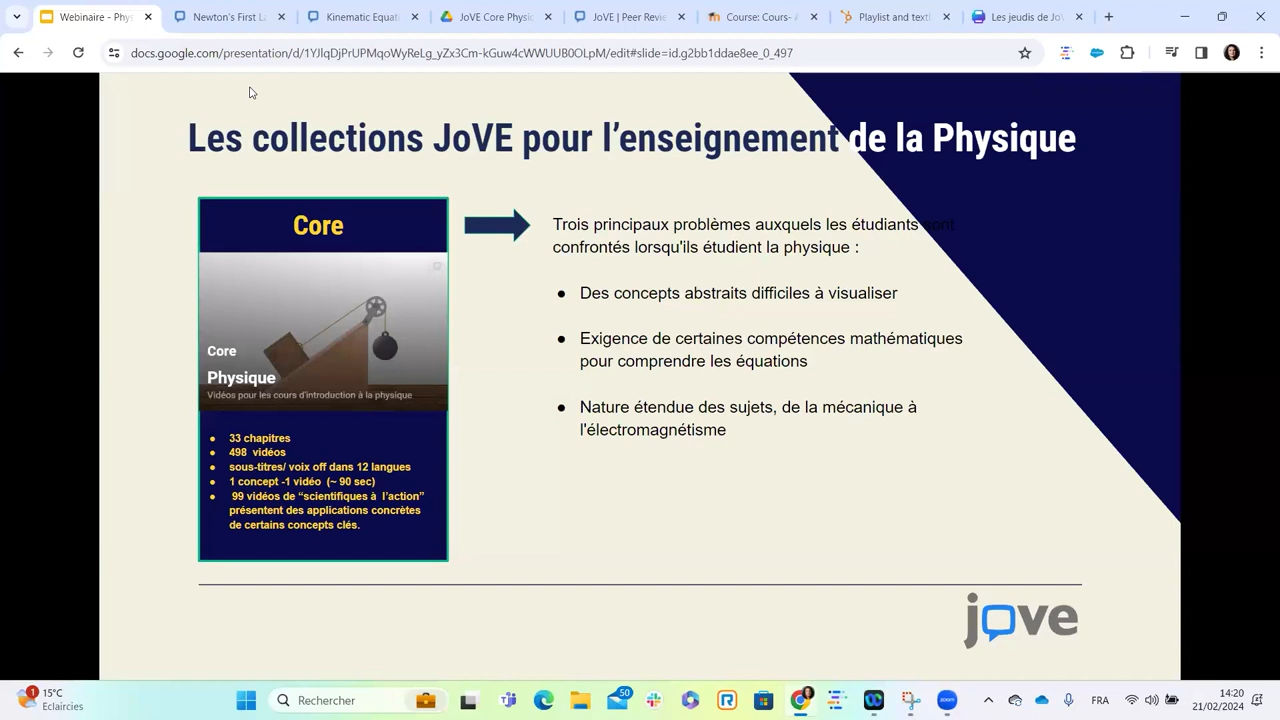 Webinaire - Phys
Newton's First L
Kinematic Equat
JoVE Core Physic
JoVE | Peer Revie
Course: Cours- A
Playlist and textl
Les jeudis de JoV
docs.google.com/presentation/d/1YJlqDjPrUPMqoWyReLg_yZx3Cm-kGuw4cWWUUB0OLpM/edit#slide=id.g2bb1ddae8ee_0_497
Les collections JoVE pour l'enseignement de la Physique
Core
Core
Physique
Vidéos pour les cours d'introduction à la physique
● 33 chapitres
● 498 vidéos
● sous-titres/ voix off dans 12 langues
● 1 concept -1 vidéo (~ 90 sec)
● 99 vidéos de “scientifiques à l'action”
présentent des applications concrètes
de certains concepts clés.
Trois principaux problèmes auxquels les étudiants sont
confrontés lorsqu'ils étudient la physique :
● Des concepts abstraits difficiles à visualiser
● Exigence de certaines compétences mathématiques
pour comprendre les équations
● Nature étendue des sujets, de la mécanique à
l'électromagnétisme
jove
1
15°C
Eclaircies
Rechercher
50
FRA
14:20
21/02/2024